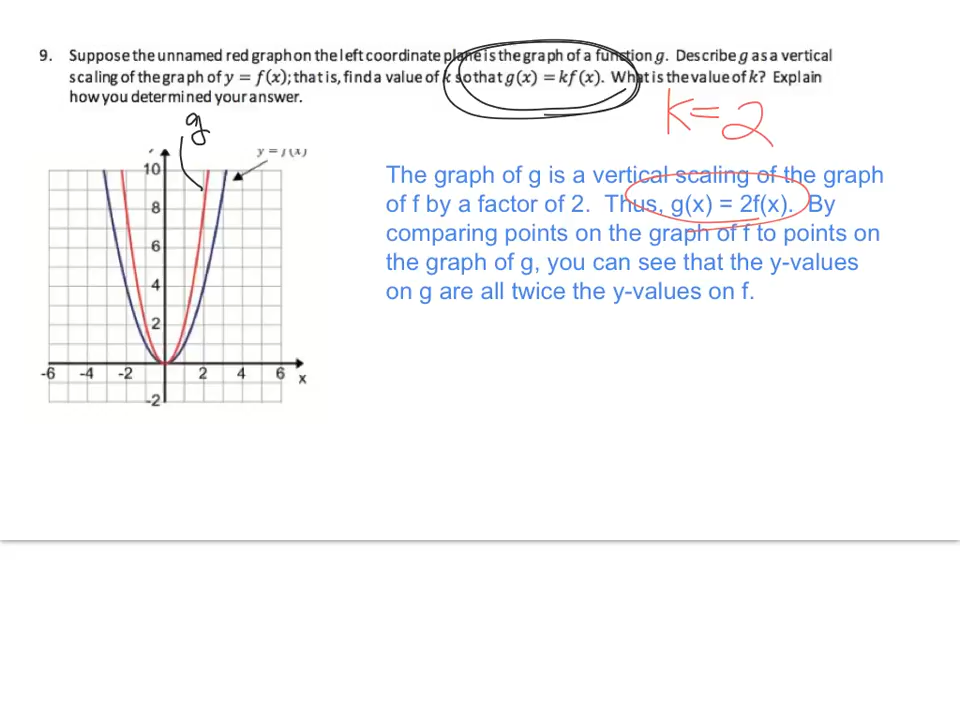 9. Suppose the unnamed red graph on the left coordinate plane is the graph of a function g. Describe g as a vertical
scaling of the graph of y = f(x); that is, find a value of k so that g(x) = kf(x). What is the value of k? Explain
how you determined your answer.
k=2
g
y = f(x)
The graph of g is a vertical scaling of the graph
of f by a factor of 2. Thus, g(x) = 2f(x). By
comparing points on the graph of f to points on
the graph of g, you can see that the y-values
on g are all twice the y-values on f.
10
8
6
4
2
-6 -4 -2 2 4 6 x
-2